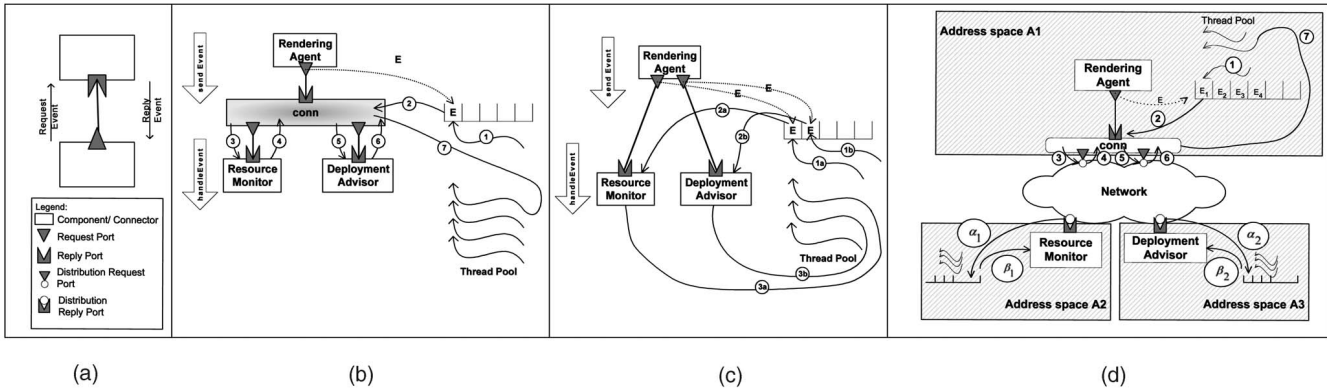 Request
Event
Reply
Event
Legend:
Component/ Connector
Request Port
Reply Port
Distribution Request
Port
Distribution
Reply Port
(a)
send Event
handleEvent
Rendering
Agent
E
conn
E
1
2
3
4
5
6
7
Resource
Monitor
Deployment
Advisor
Thread Pool
(b)
send Event
handleEvent
Rendering
Agent
E
E
E
E
2a
2b
1b
1a
Resource
Monitor
Deployment
Advisor
Thread Pool
3b
3a
(c)
Address space A1
Thread Pool
7
1
Rendering
Agent
E
E1 E2 E3 E4
2
conn
3
4
5
6
Network
α1
β1
Resource
Monitor
Address space A2
Deployment
Advisor
α2
β2
Address space A3
(d)